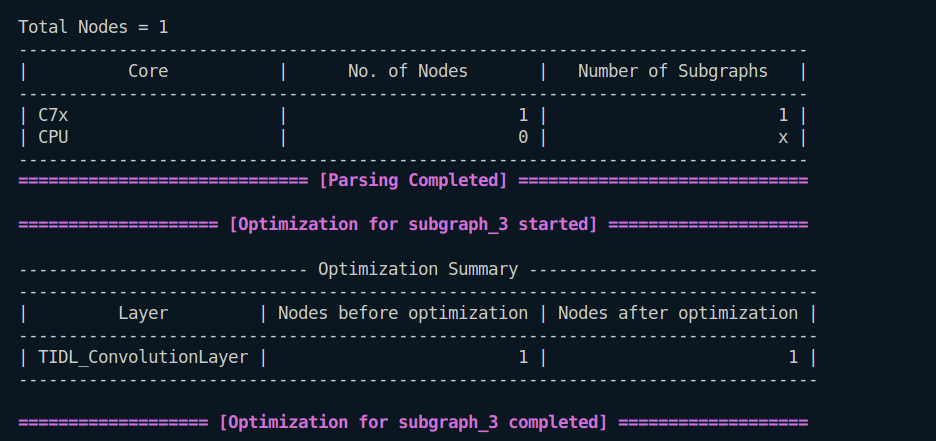 Total Nodes = 1
-------------------------------------------------------------------------------
|          Core           |      No. of Nodes       |   Number of Subgraphs   |
-------------------------------------------------------------------------------
| C7x                     |                       1 |                       1 |
| CPU                     |                       0 |                       x |
-------------------------------------------------------------------------------
============================= [Parsing Completed] =============================
==================== [Optimization for subgraph_3 started] ====================
----------------------------- Optimization Summary -----------------------------
--------------------------------------------------------------------------------
|         Layer         | Nodes before optimization | Nodes after optimization |
--------------------------------------------------------------------------------
| TIDL_ConvolutionLayer |                         1 |                        1 |
--------------------------------------------------------------------------------
=================== [Optimization for subgraph_3 completed] ===================